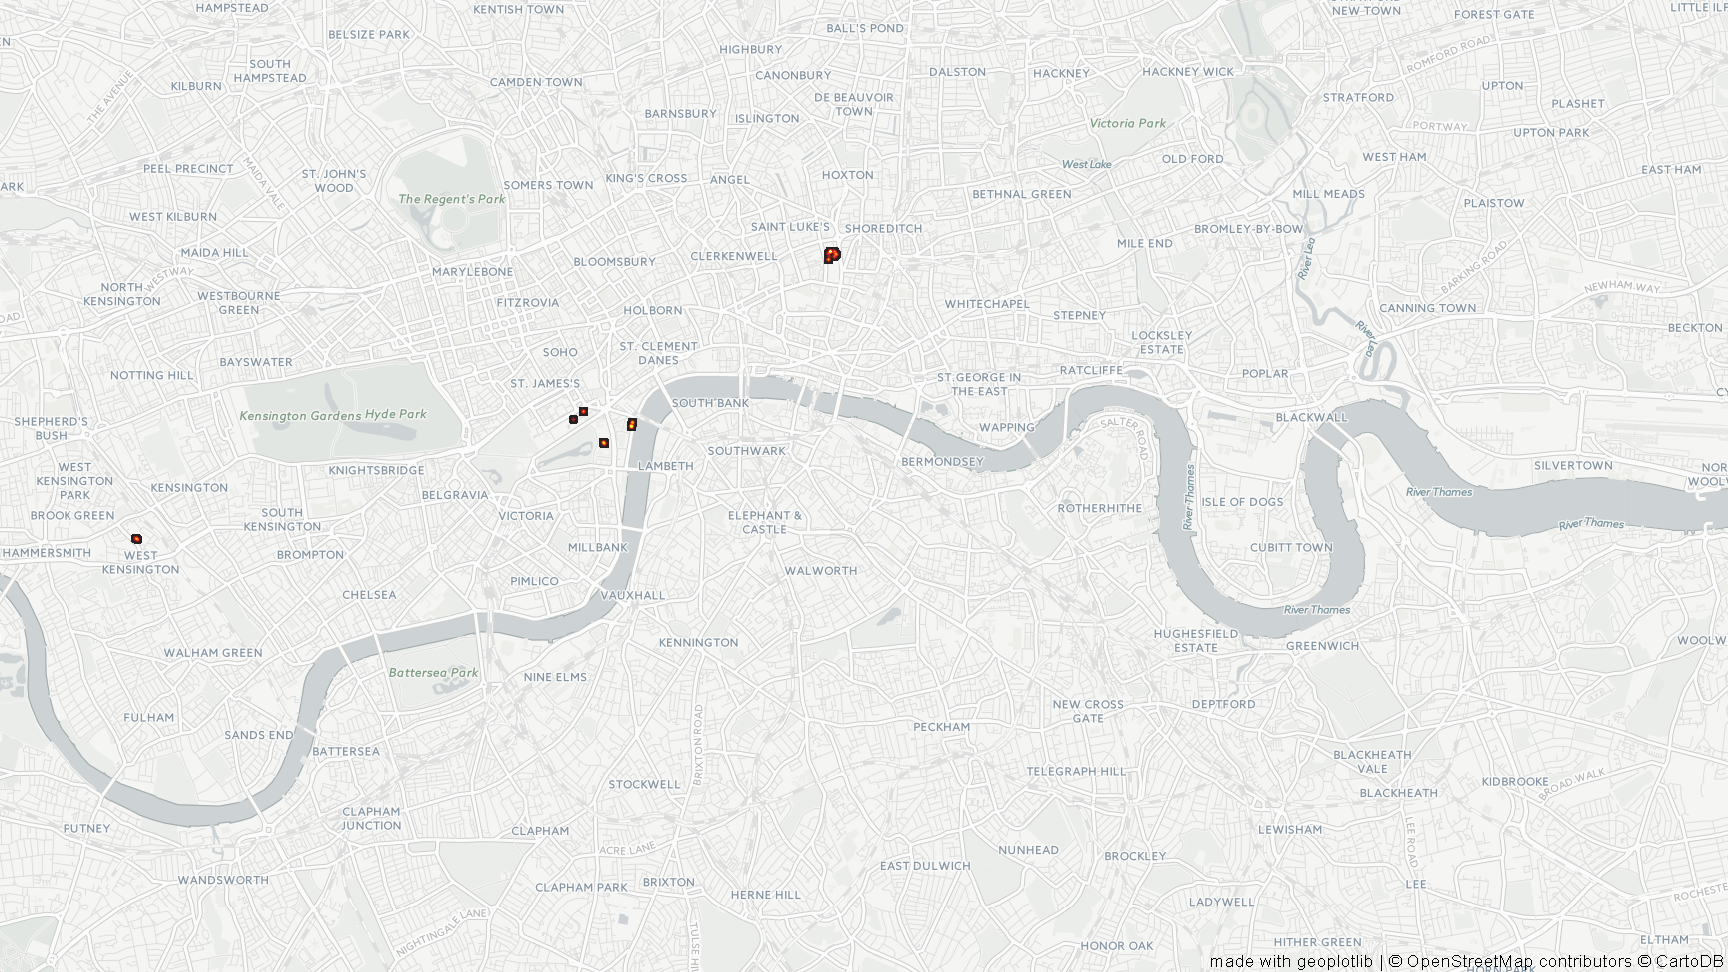 HAMPSTEAD
KENTISH TOWN
BELSIZE PARK
BALL'S POND
NEW TOWN
FOREST GATE
LITTLE ILF
HIGHBURY
SOUTH
HAMPSTEAD
KILBURN
THE AVENUE
CAMDEN TOWN
CANONBURY
DALSTON
HACKNEY
HACKNEY WICK
ROMFORD ROAD
UPTON
DE BEAUVOIR
TOWN
BARNSBURY
ISLINGTON
Victoria Park
STRATFORD
PLASHET
PORTWAY
UPTON PARK
PEEL PRECINCT
MAIDA VALE
ST. JOHN'S
WOOD
The Regent's Park
SOMERS TOWN
KING'S CROSS
ANGEL
HOXTON
West Lake
OLD FORD
WEST HAM
EAST HAM
ARK
BETHNAL GREEN
MILL MEADS
PLAISTOW
WEST KILBURN
SAINT LUKE'S
SHOREDITCH
BROMLEY-BY-BOW
MILE END
MAIDA HILL
WESTWAY
MARYLEBONE
BLOOMSBURY
CLERKENWELL
River Lea
BARKING ROAD
NEWHAM WAY
NORTH
KENSINGTON
WESTBOURNE
GREEN
FITZROVIA
HOLBORN
WHITECHAPEL
STEPNEY
CANNING TOWN
BECKTON
SOHO
ST. CLEMENT
DANES
LOCKSLEY
ESTATE
River Lea
BAYSWATER
NOTTING HILL
ST. JAMES'S
ST.GEORGE IN
THE EAST
RATCLIFFE
POPLAR
Kensington Gardens
Hyde Park
SOUTH BANK
WAPPING
SALTER ROAD
BLACKWALL
SHEPHERD'S
BUSH
SOUTHWARK
BERMONDSEY
KNIGHTSBRIDGE
LAMBETH
SILVERTOWN
WEST
KENSINGTON
PARK
KENSINGTON
BELGRAVIA
River Thames
ISLE OF DOGS
River Thames
BROOK GREEN
SOUTH
KENSINGTON
VICTORIA
ELEPHANT &
CASTLE
ROTHERHITHE
River Thames
HAMMERSMITH
WEST
KENSINGTON
BROMPTON
MILLBANK
CUBITT TOWN
PIMLICO
WALWORTH
CHELSEA
VAUXHALL
River Thames
KENNINGTON
HUGHESFIELD
ESTATE
GREENWICH
WOOLW
WALHAM GREEN
Battersea Park
NINE ELMS
FULHAM
NEW CROSS
GATE
DEPTFORD
SANDS END
BATTERSEA
BRIXTON ROAD
PECKHAM
BLACKHEATH
VALE
STOCKWELL
TELEGRAPH HILL
KIDBROOKE
BROAD WALK
BLACKHEATH
CLAPHAM
JUNCTION
CLAPHAM
LEWISHAM
LEE ROAD
ACRE LANE
NUNHEAD
BROCKLEY
EAST DULWICH
WANDSWORTH
CLAPHAM PARK
BRIXTON
HERNE HILL
LEE
LADYWELL
NIGHTINGALE LANE
HONOR OAK
HITHER GREEN
ELTHAM
made with geoplotlib | © OpenStreetMap contributors © CartoDB